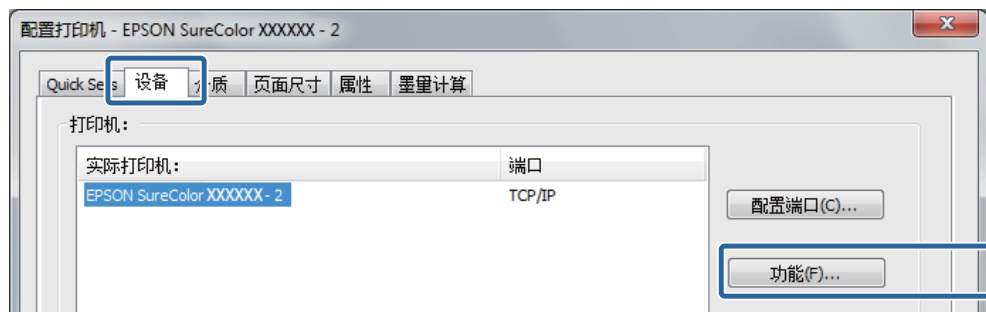 配置打印机 - EPSON SureColor XXXXXX - 2
Quick Sets 设备 介质 页面尺寸 属性 墨量计算
打印机:
实际打印机: 端口
EPSON SureColor XXXXXX - 2 TCP/IP
配置端口(C)...
功能(F)...